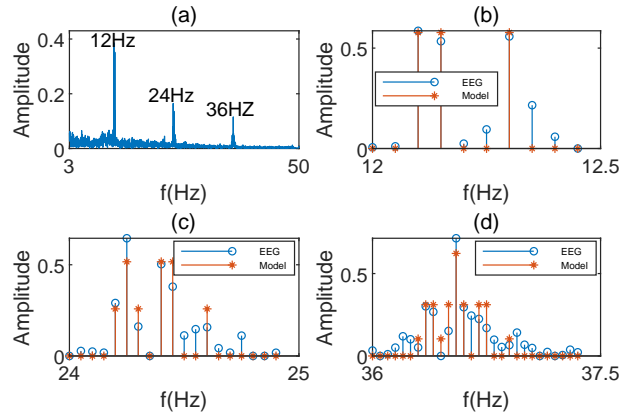 (a)
0.4
0.2
0
Amplitude
12Hz
24Hz
36HZ
3
50
f(Hz)
(b)
0.5
0
Amplitude
EEG
Model
12
12.5
f(Hz)
(c)
0.5
0
Amplitude
EEG
Model
24
25
f(Hz)
(d)
0.5
0
Amplitude
EEG
Model
36
37.5
f(Hz)